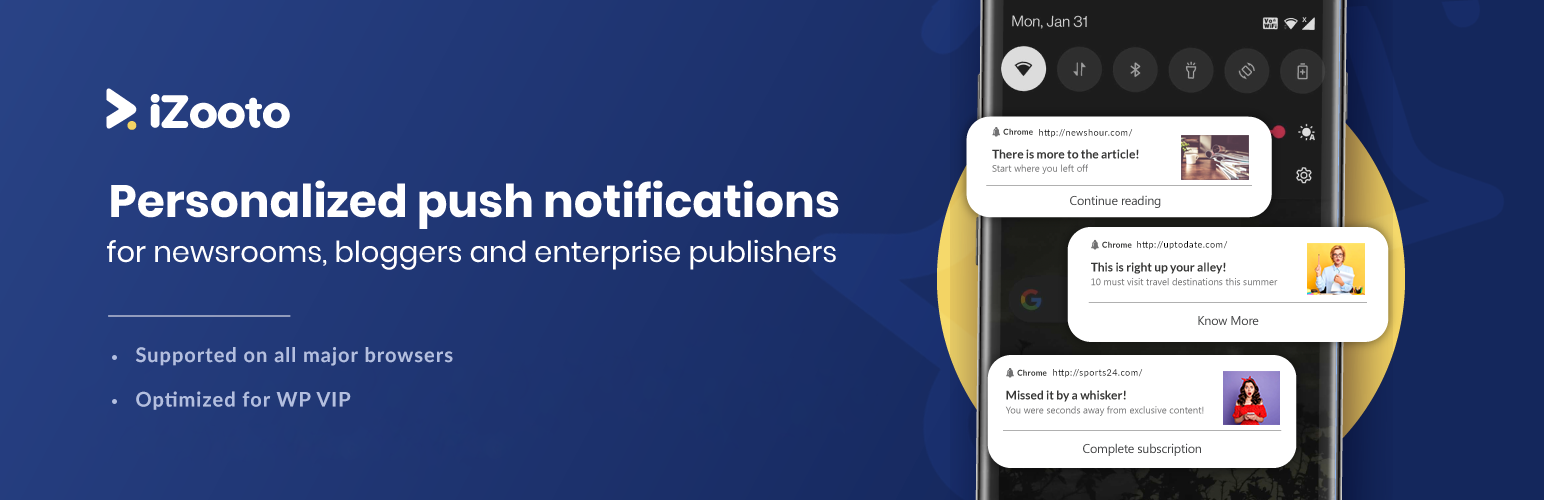 iZooto
Personalized push notifications
for newsrooms, bloggers and enterprise publishers
• Supported on all major browsers
• Optimized for WP VIP
Mon, Jan 31
Vo+
WiFi
X
A
Chrome http://newshour.com/
There is more to the article!
Start where you left off
Continue reading
Chrome http://uptodate.com/
This is right up your alley!
10 must visit travel destinations this summer
Know More
G
Chrome http://sports24.com/
Missed it by a whisker!
You were seconds away from exclusive content!
Complete subscription